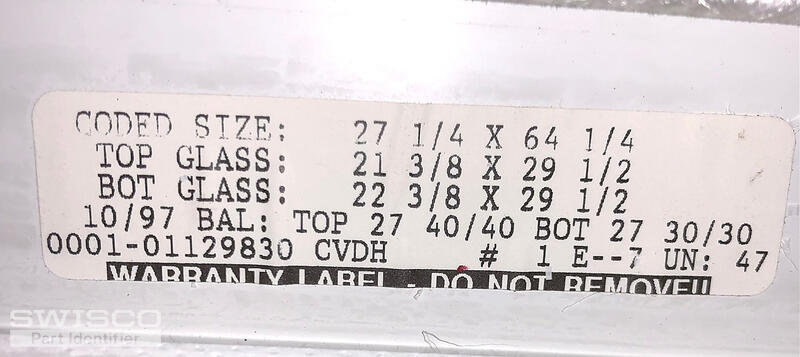 CODED SIZE: 27 1/4 X 64 1/4
TOP GLASS: 21 3/8 X 29 1/2
BOT GLASS: 22 3/8 X 29 1/2
10/97 BAL: TOP 27 40/40 BOT 27 30/30
0001-01129830 CVDH # 1 E--7 UN: 47
WARRANTY LABEL - DO NOT REMOVE!!
SWISCO
Part Identifier